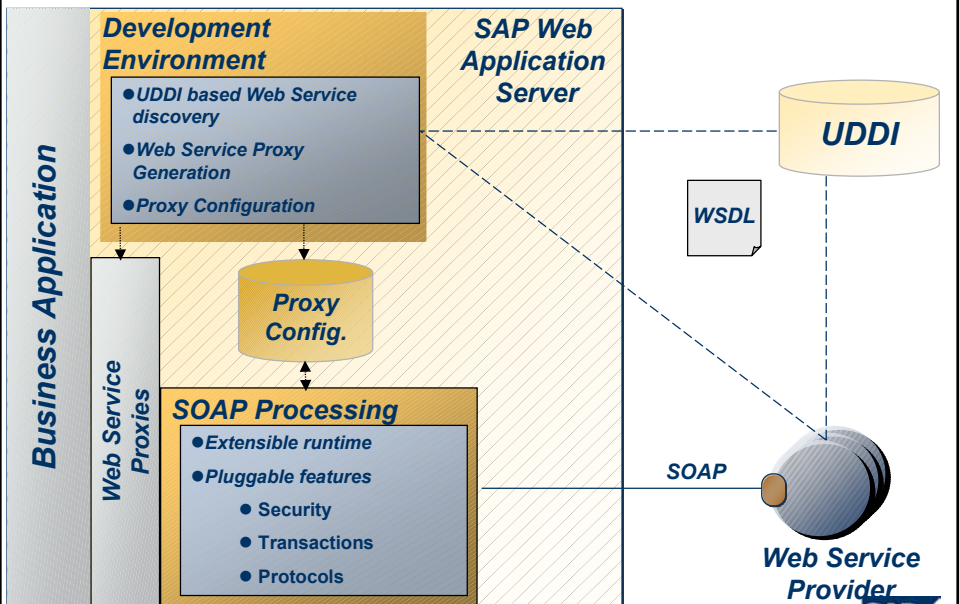 Business Application
Development
Environment
●UDDI based Web Service
discovery
●Web Service Proxy
Generation
●Proxy Configuration
SAP Web
Application
Server
UDDI
WSDL
Proxy
Config.
Web Service
Proxies
SOAP Processing
●Extensible runtime
●Pluggable features
● Security
● Transactions
● Protocols
SOAP
Web Service
Provider